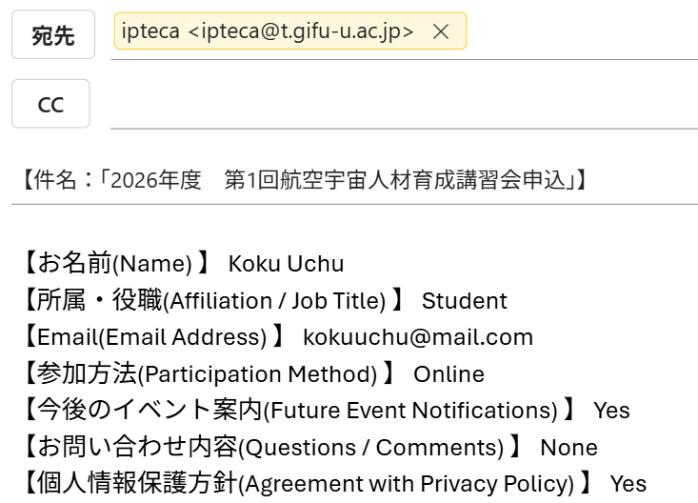 宛先
ipteca <ipteca@t.gifu-u.ac.jp> ×
CC
【件名：「2026年度　第1回航空宇宙人材育成講習会申込」】
【お名前(Name) 】 Koku Uchu
【所属・役職(Affiliation / Job Title) 】 Student
【Email(Email Address) 】 kokuuchu@mail.com
【参加方法(Participation Method) 】 Online
【今後のイベント案内(Future Event Notifications) 】 Yes
【お問い合わせ内容(Questions / Comments) 】 None
【個人情報保護方針(Agreement with Privacy Policy) 】 Yes